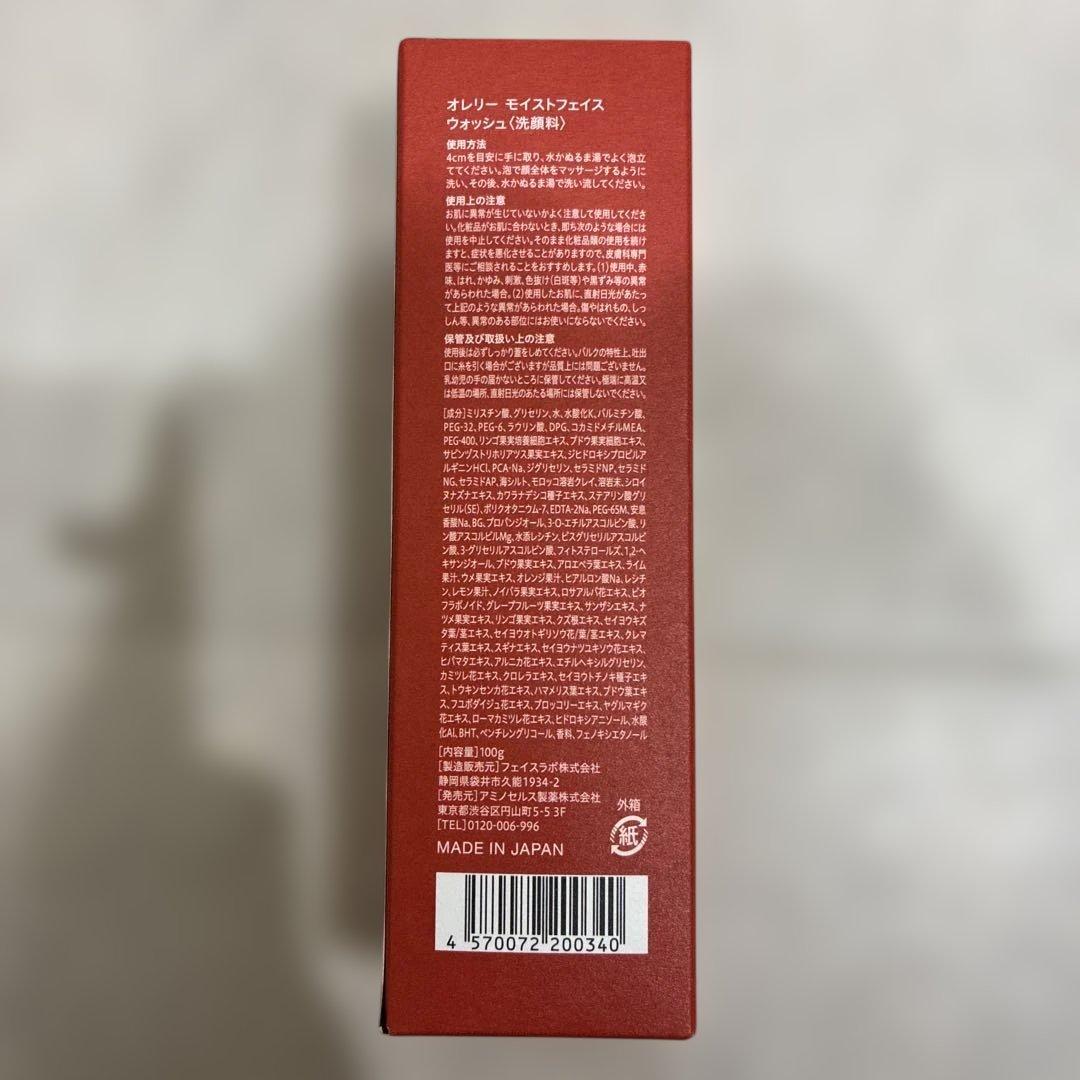 オレリー モイストフェイス
ウォッシュ〈洗顔料〉
使用方法
4cmを目安に手に取り、水かぬるま湯でよく泡立
ててください。泡で顔全体をマッサージするように
洗い、その後、水かぬるま湯で洗い流してください。
使用上の注意
お肌に異常が生じていないかよく注意して使用してくださ
い。化粧品がお肌に合わないとき、即ち次のような場合には
使用を中止してください。そのまま化粧品類の使用を続け
ますと、症状を悪化させることがありますので、皮膚科専門
医等にご相談されることをおすすめします。(1)使用中、赤
味、はれ、かゆみ、刺激、色抜け(白斑等)や黒ずみ等の異常
があらわれた場合。(2)使用したお肌に、直射日光があたっ
て上記のような異常があらわれた場合。傷やはれもの、しっ
しん等、異常のある部位にはお使いにならないでください。
保管及び取扱い上の注意
使用後は必ずしっかり蓋をしめてください。バルクの特性上、吐出
口に糸を引く場合がございますが品質上には問題ございません。
乳幼児の手の届かないところに保管してください。極端に高温又
は低温の場所、直射日光のあたる場所には保管しないでください。
[成分]ミリスチン酸、グリセリン、水、水酸化K、パルミチン酸、
PEG-32、PEG-6、ラウリン酸、DPG、コカミドメチルMEA、
PEG-400、リンゴ果実培養細胞エキス、ブドウ果実細胞エキス、
サピンヅストリホリアツス果実エキス、ジヒドロキシプロピルア
ルギニンHCl、PCA-Na、ジグリセリン、セラミドNP、セラミド
NG、セラミドAP、海シルト、モロッコ溶岩クレイ、溶岩末、シロイ
ヌナズナエキス、カワラナデシコ種子エキス、ステアリン酸グリ
セリル(SE)、ポリクオタニウム-7、EDTA-2Na、PEG-65M、安息
香酸Na、BG、プロパンジオール、3-O-エチルアスコルビン酸、リ
ン酸アスコルビルMg、水添レシチン、ビスグリセリルアスコルビ
ン酸、3-グリセリルアスコルビン酸、フィトステロールズ、1,2-ヘ
キサンジオール、ブドウ果実エキス、アロエベラ葉エキス、ライム
果汁、ウメ果実エキス、オレンジ果汁、ヒアルロン酸Na、レシチ
ン、レモン果汁、ノイバラ果実エキス、ロサアルバ花エキス、ビオ
フラボノイド、グレープフルーツ果実エキス、サンザシエキス、ナ
ツメ果実エキス、リンゴ果実エキス、クズ根エキス、セイヨウキズ
タ葉/茎エキス、セイヨウオトギリソウ花/葉/茎エキス、クレマ
ティス葉エキス、スギナエキス、セイヨウナツユキソウ花エキス、
ヒバマタエキス、アルニカ花エキス、エチルヘキシルグリセリン、
カミツレ花エキス、クロレラエキス、セイヨウトチノキ種子エキ
ス、トウキンセンカ花エキス、ハマメリス葉エキス、ブドウ葉エキ
ス、フユボダイジュ花エキス、ブロッコリーエキス、ヤグルマギク
花エキス、ローマカミツレ花エキス、ヒドロキシアニソール、水酸
化Al、BHT、ペンチレングリコール、香料、フェノキシエタノール
[内容量]100g
[製造販売元]フェイスラボ株式会社
静岡県袋井市久能1934-2
[発売元]アミノセルス製薬株式会社
東京都渋谷区円山町5-5 3F
[TEL]0120-006-996
外箱
紙
MADE IN JAPAN
4 570072 200340